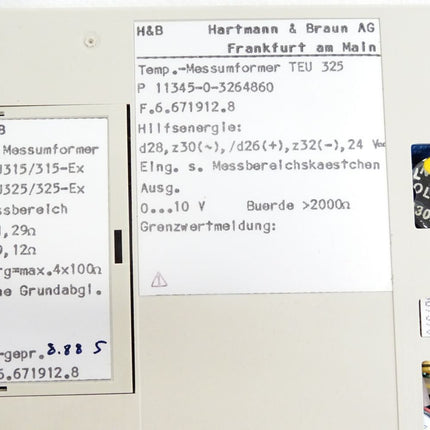 H&B Hartmann & Braun AG
Frankfurt am Main
Temp.-Messumformer TEU 325
P 11345-0-3264860
F.6.671912.8
Hilfsenergie:
d28,z30(~),/d26(+),z32(-),24
Eing. s. Messbereichskaestchen
Ausg.
0...10 V Buerde >2000Ω
Grenzwertmeldung:
B
Messumformer
315/315-Ex
325/325-Ex
ssbereich
,29Ω
,12Ω
rg=max.4x100Ω
ne Grundabgl.
-gepr. 8.88 S
6.671912.8